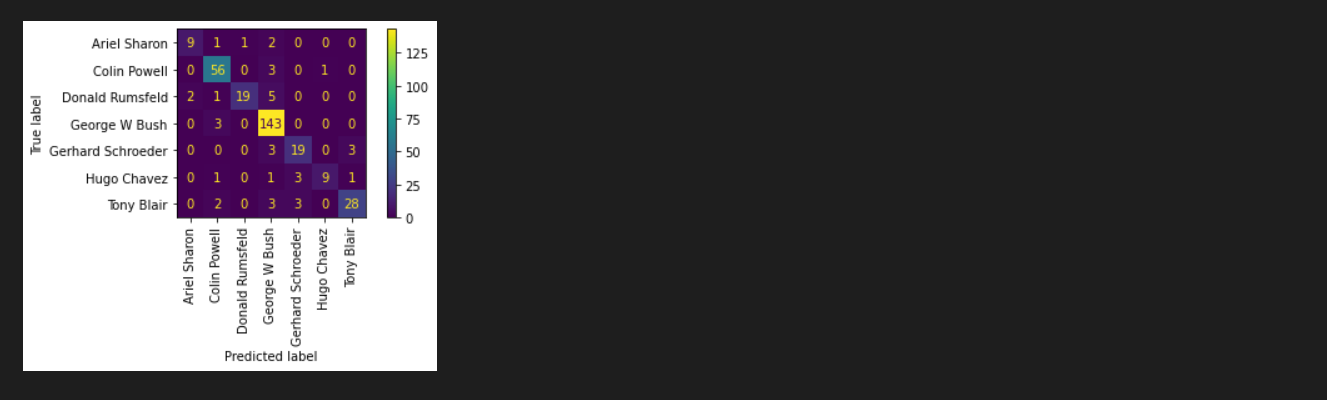 Ariel Sharon 9 1 1 2 0 0 0
Colin Powell 0 56 0 3 0 1 0
Donald Rumsfeld 2 1 19 5 0 0 0
George W Bush 0 3 0 143 0 0 0
Gerhard Schroeder 0 0 0 3 19 0 3
Hugo Chavez 0 1 0 1 3 9 1
Tony Blair 0 2 0 3 3 0 28
True label
Ariel Sharon
Colin Powell
Donald Rumsfeld
George W Bush
Gerhard Schroeder
Hugo Chavez
Tony Blair
Predicted label
125
100
75
50
25
0